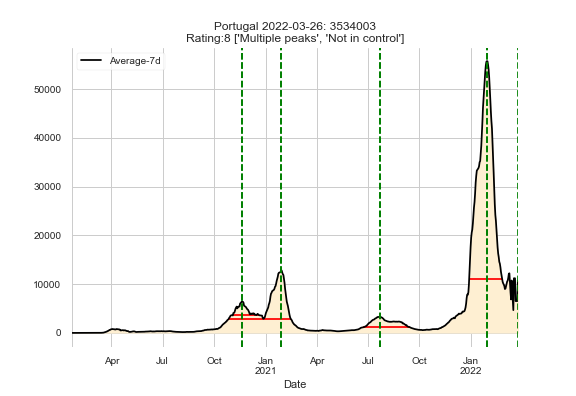 Portugal 2022-03-26: 3534003
Rating:8 ['Multiple peaks', 'Not in control']
Average-7d
50000
40000
30000
20000
10000
0
Apr Jul Oct Jan Apr Jul Oct Jan
2021 2022
Date